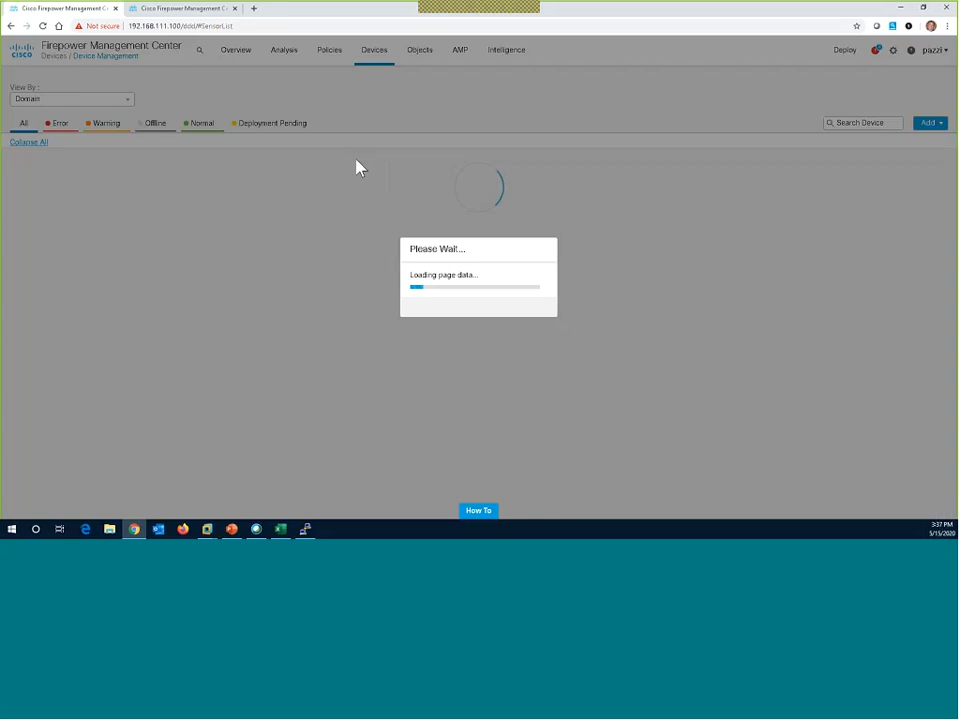 Cisco Firepower Management C
Cisco Firepower Management C
Not secure
192.168.111.100/ddd/#SensorList
CISCO
Firepower Management Center
Devices / Device Management
Overview
Analysis
Policies
Devices
Objects
AMP
Intelligence
Deploy
pazzi
View By :
Domain
All
Error
Warning
Offline
Normal
Deployment Pending
Search Device
Add
Collapse All
Please Wait...
Loading page data...
How To
3:37 PM
5/15/2020